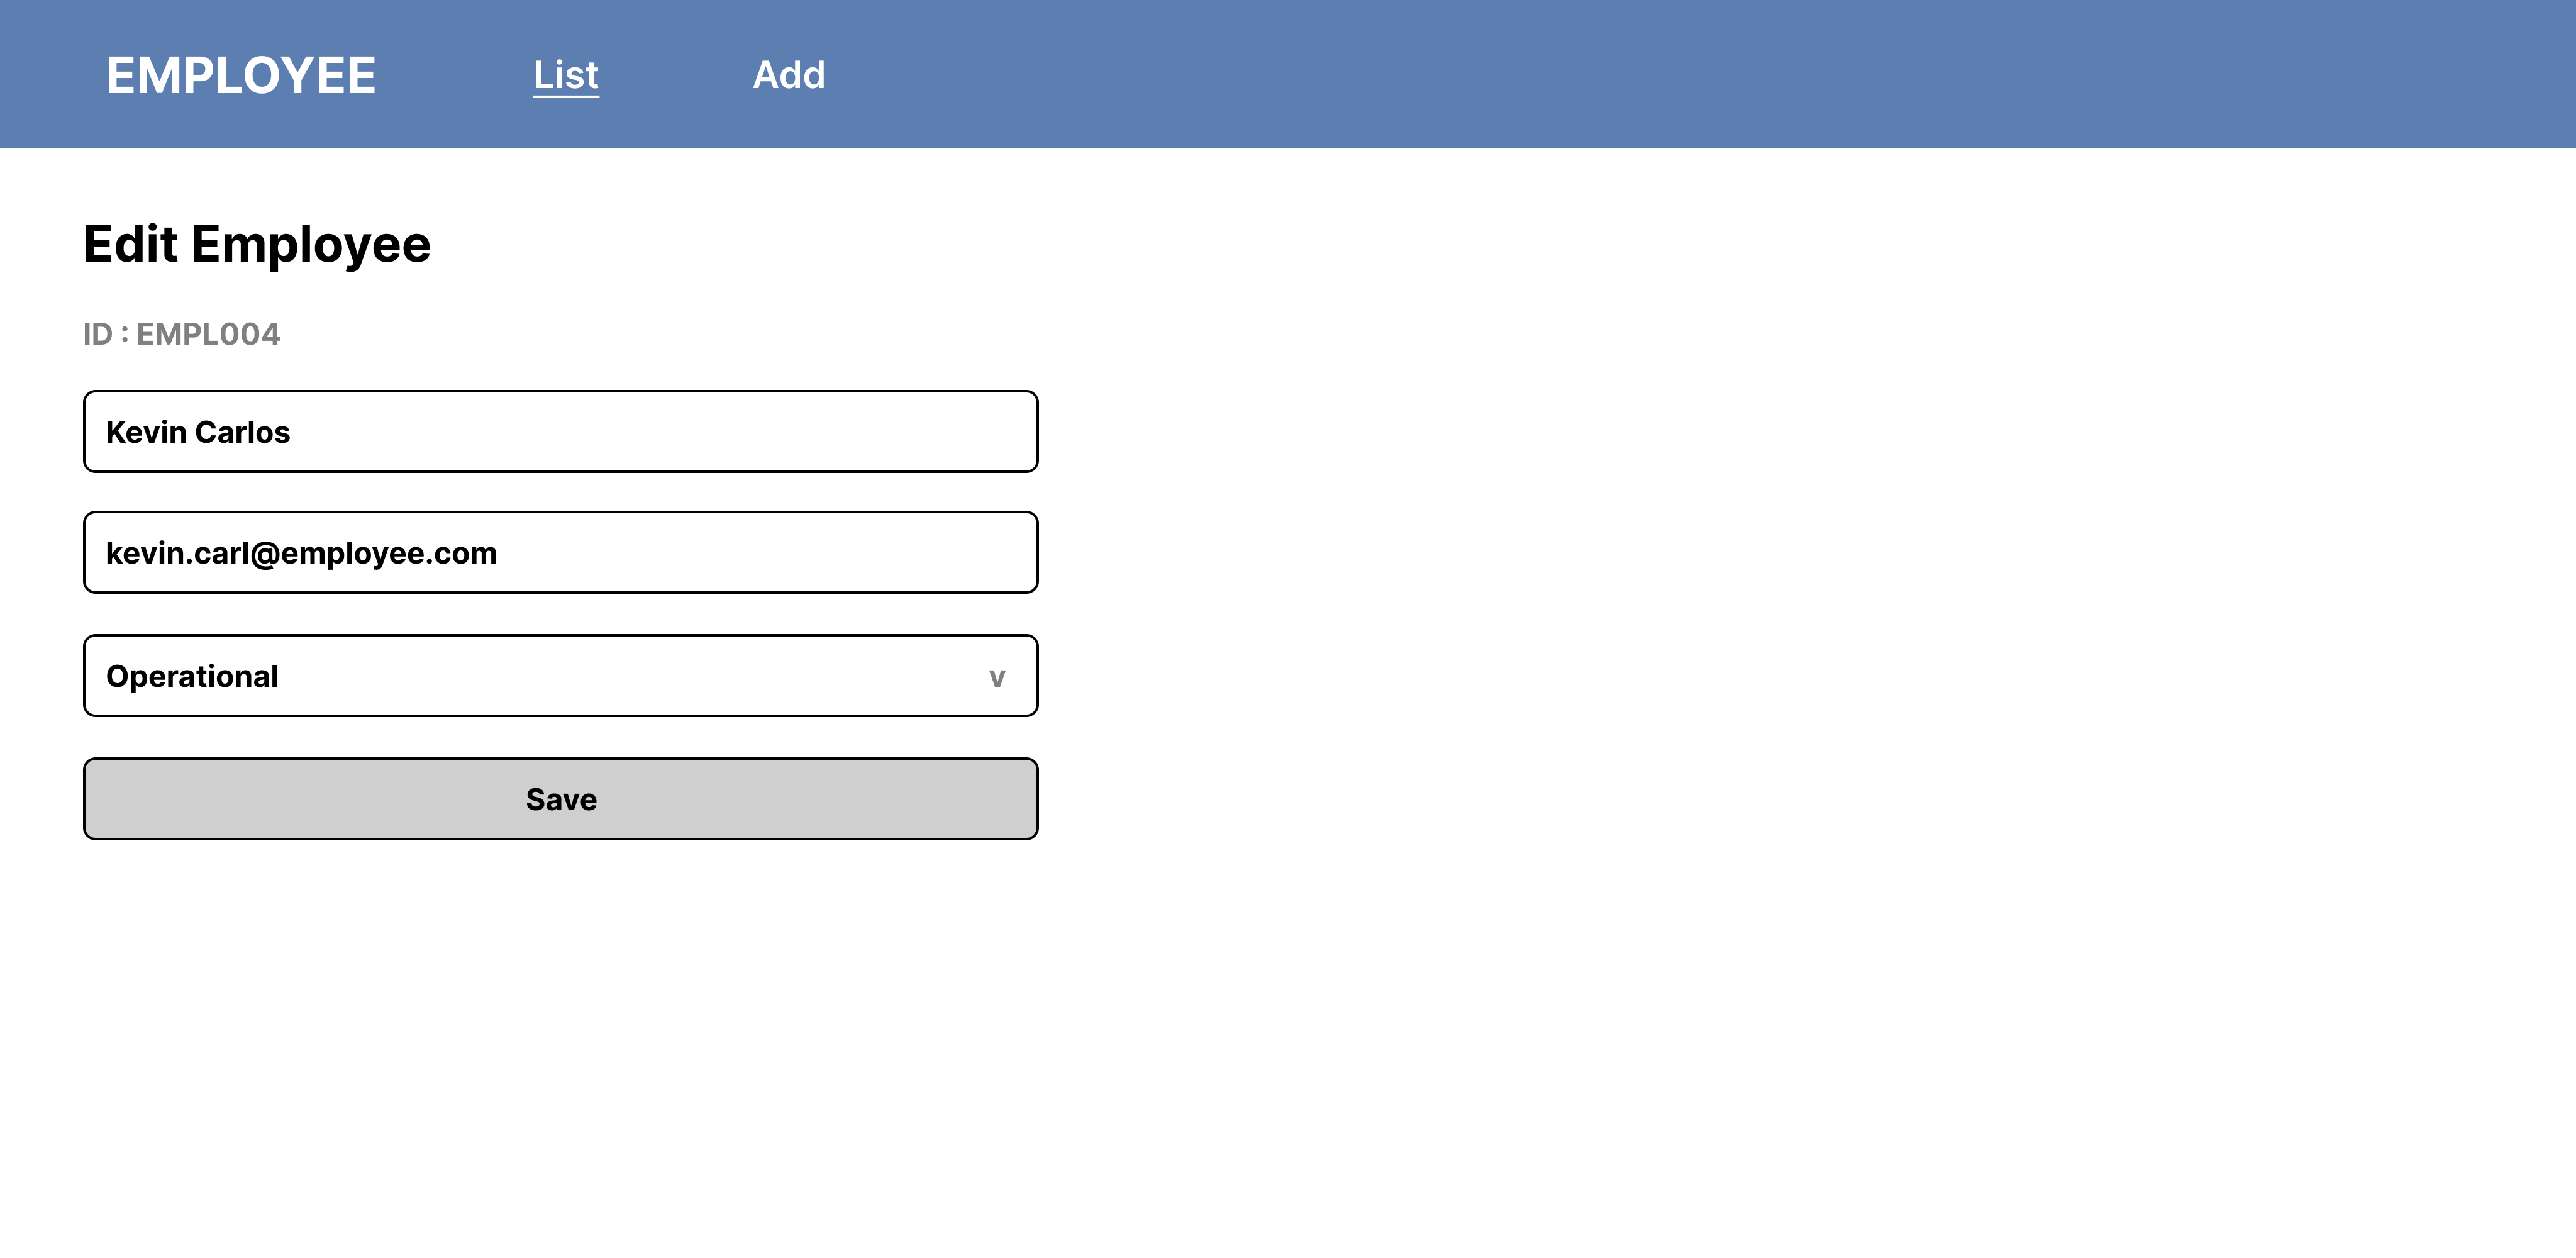 EMPLOYEE List Add
Edit Employee
ID : EMPL004
Kevin Carlos
kevin.carl@employee.com
Operational v
Save